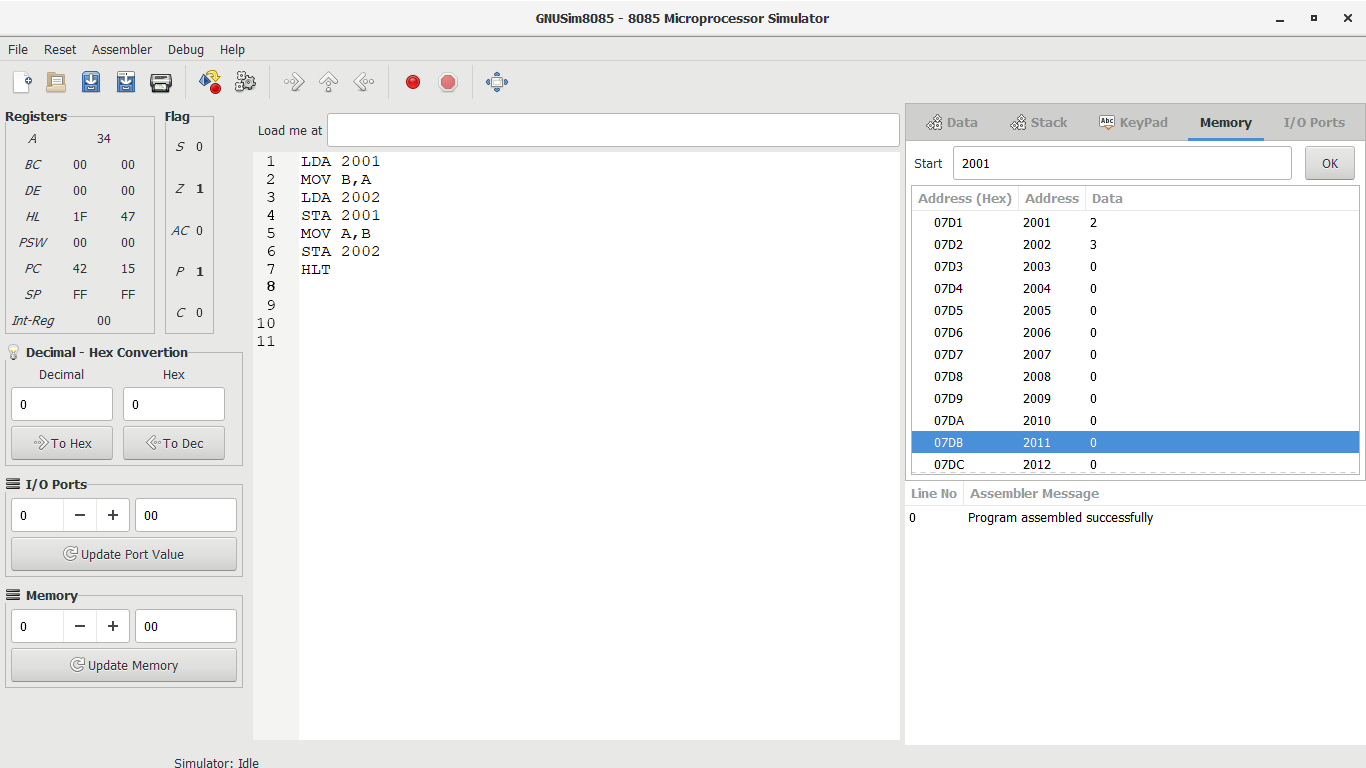 GNUSim8085 - 8085 Microprocessor Simulator
File Reset Assembler Debug Help
Registers
A 34
BC 00 00
DE 00 00
HL 1F 47
PSW 00 00
PC 42 15
SP FF FF
Int-Reg 00
Flag
S 0
Z 1
AC 0
P 1
C 0
Decimal - Hex Convertion
Decimal Hex
0 0
To Hex To Dec
I/O Ports
0 − + 00
Update Port Value
Memory
0 − + 00
Update Memory
Load me at
1 LDA 2001
2 MOV B,A
3 LDA 2002
4 STA 2001
5 MOV A,B
6 STA 2002
7 HLT
8
9
10
11
Data Stack Abc KeyPad Memory I/O Ports
Start 2001 OK
Address (Hex) Address Data
07D1 2001 2
07D2 2002 3
07D3 2003 0
07D4 2004 0
07D5 2005 0
07D6 2006 0
07D7 2007 0
07D8 2008 0
07D9 2009 0
07DA 2010 0
07DB 2011 0
07DC 2012 0
Line No Assembler Message
0 Program assembled successfully
Simulator: Idle